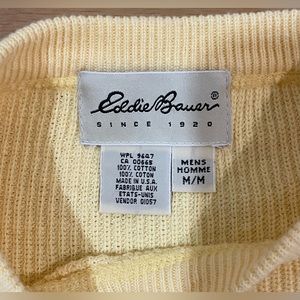 Eddie Bauer®
SINCE 1920
WPL 9647
CA 00665
100% COTTON
100% COTON
MADE IN U.S.A.
FABRIQUE AUX
ETATS-UNIS
VENDOR 01057
MENS
HOMME
M/M